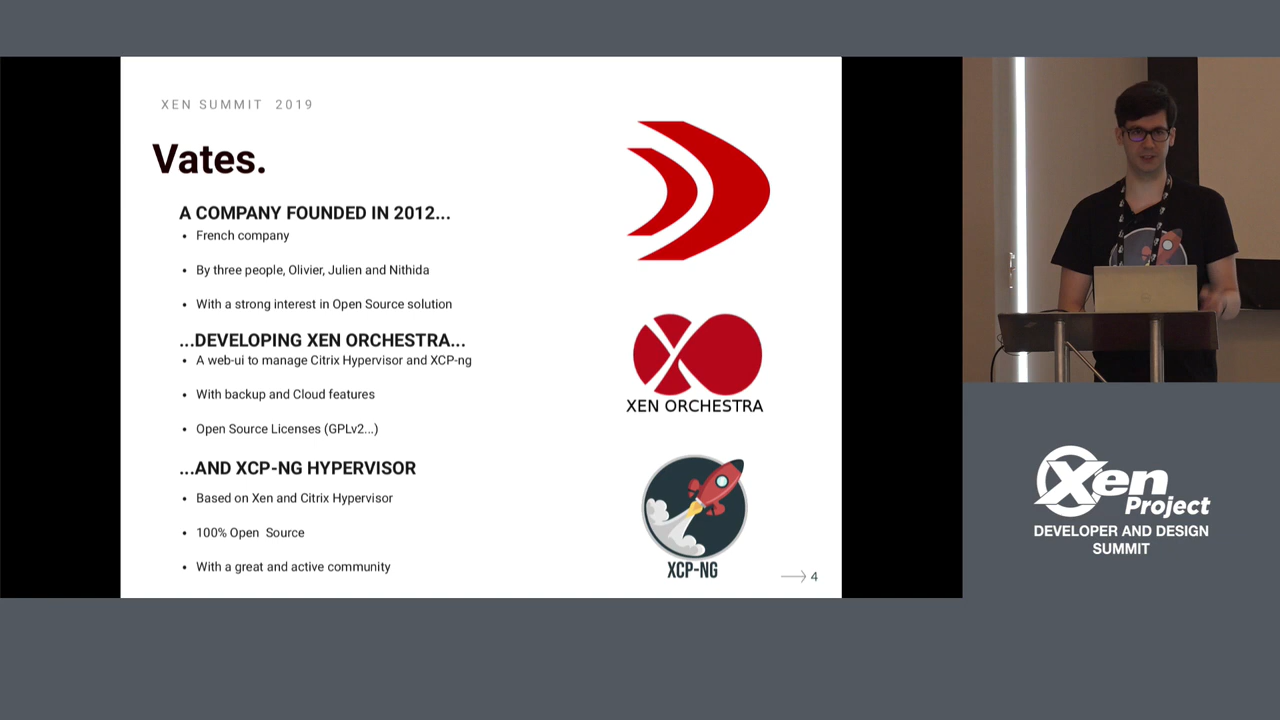 XEN SUMMIT 2019
Vates.
A COMPANY FOUNDED IN 2012...
• French company
• By three people, Olivier, Julien and Nithida
• With a strong interest in Open Source solution
...DEVELOPING XEN ORCHESTRA...
• A web-ui to manage Citrix Hypervisor and XCP-ng
• With backup and Cloud features
• Open Source Licenses (GPLv2...)
...AND XCP-NG HYPERVISOR
• Based on Xen and Citrix Hypervisor
• 100% Open Source
• With a great and active community
XEN ORCHESTRA
XCP-NG
4
Xen
Project
DEVELOPER AND DESIGN
SUMMIT